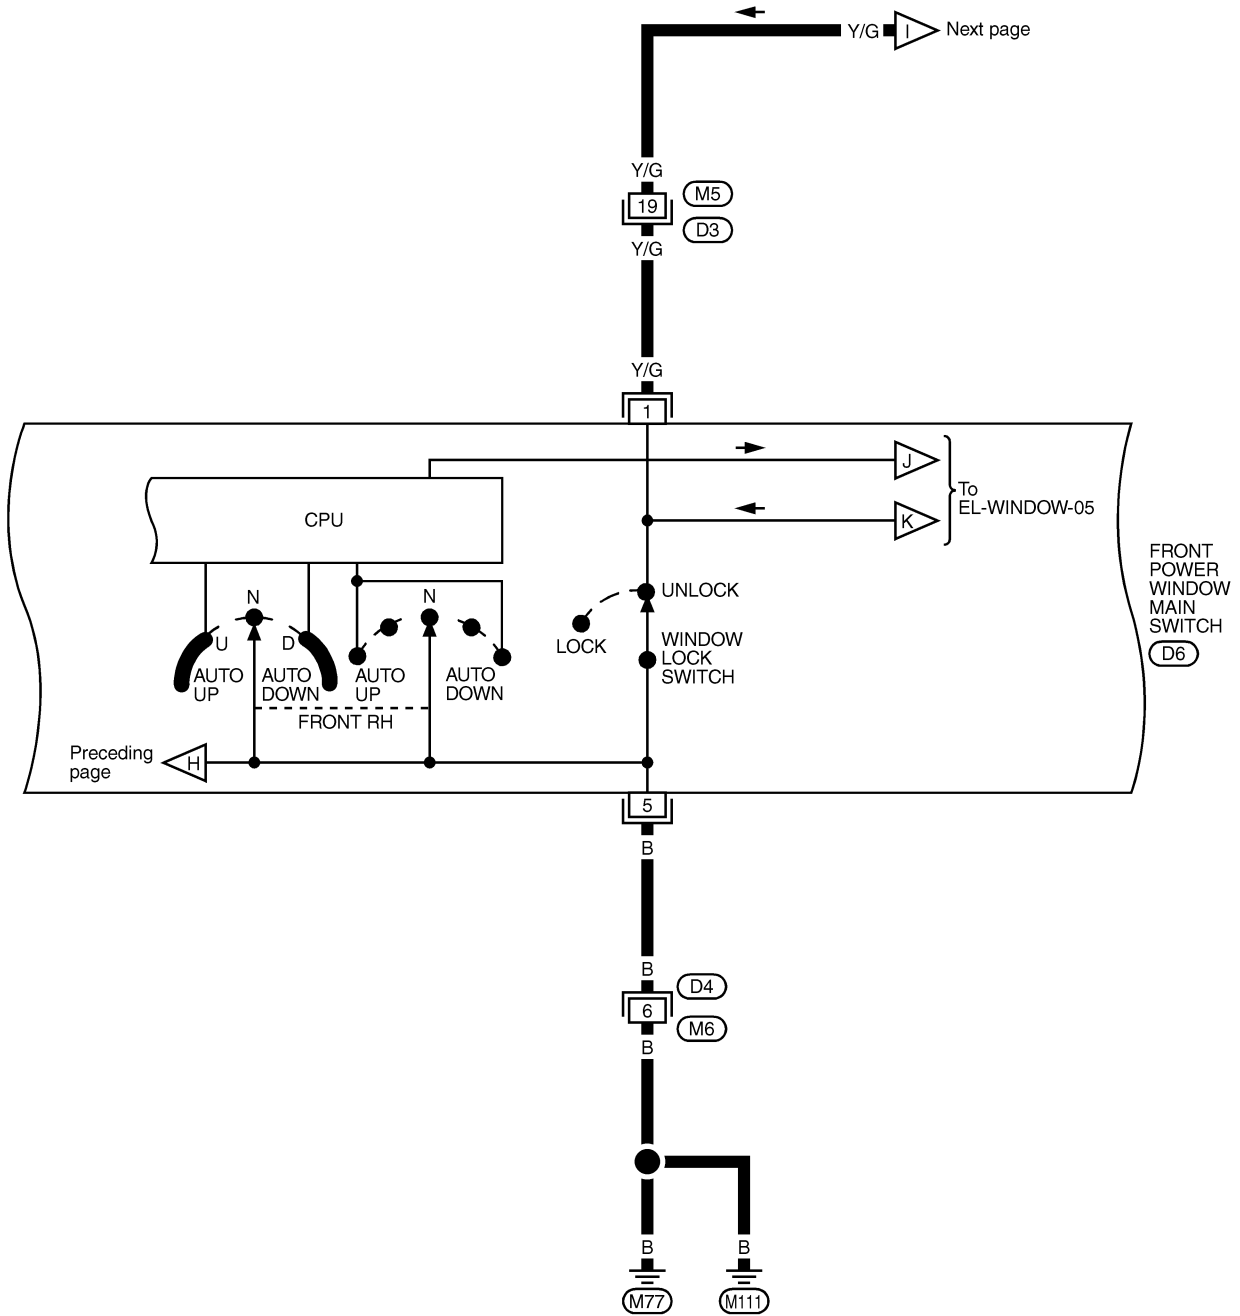 Y/G
I
Next page
Y/G
19
M5
D3
Y/G
Y/G
1
J
K
To
EL-WINDOW-05
CPU
FRONT
POWER
WINDOW
MAIN
SWITCH
D6
N
U
D
AUTO
UP
AUTO
DOWN
N
AUTO
UP
AUTO
DOWN
FRONT RH
UNLOCK
LOCK
WINDOW
LOCK
SWITCH
Preceding
page
H
5
B
B
D4
6
M6
B
B
B
M77
M111